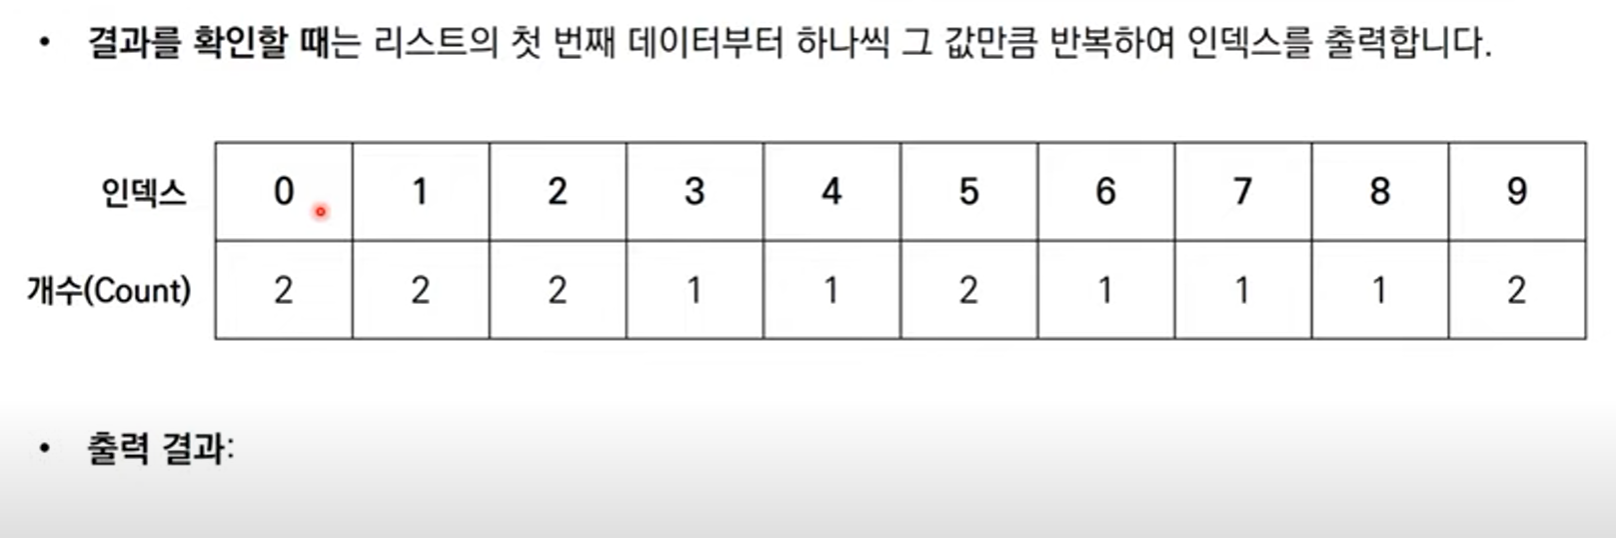 • 결과를 확인할 때는 리스트의 첫 번째 데이터부터 하나씩 그 값만큼 반복하여 인덱스를 출력합니다.
인덱스 0 1 2 3 4 5 6 7 8 9
개수(Count) 2 2 2 1 1 2 1 1 1 2
• 출력 결과: